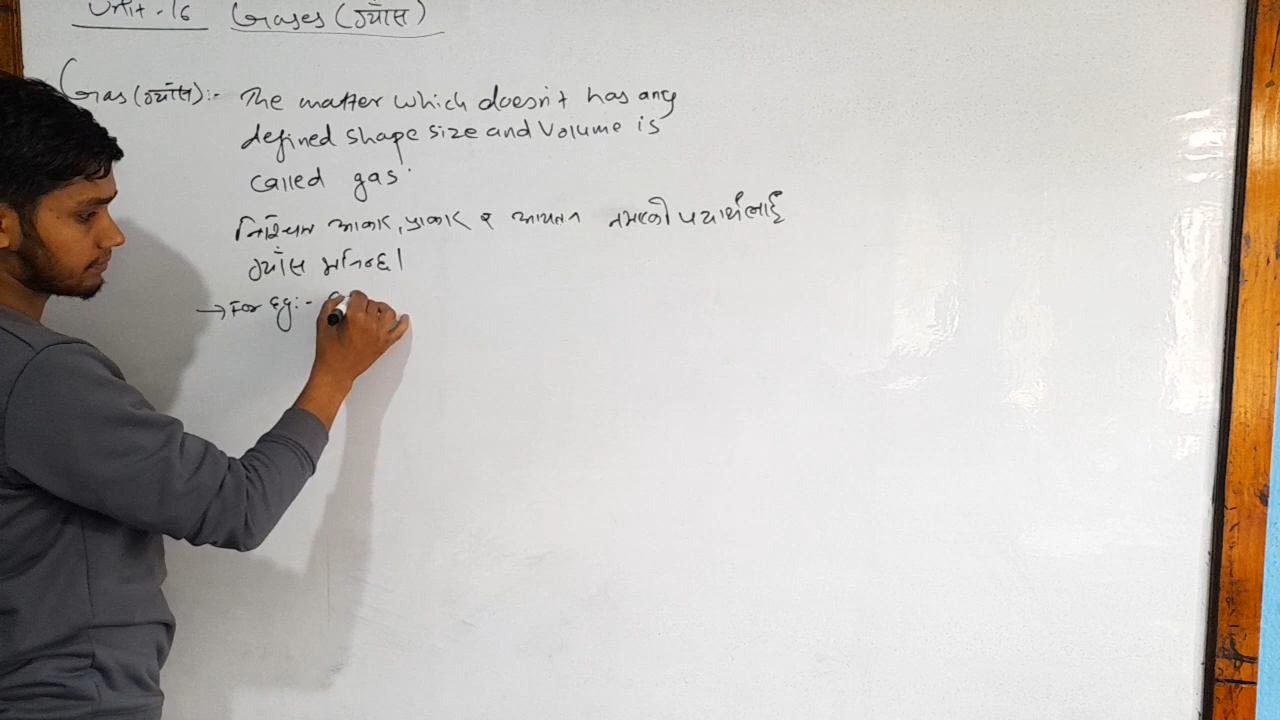 Unit-16 Gases (ग्याँस)
Gas (ग्याँस):- The matter which doesn't has any
defined shape size and volume is
called gas.
निश्चित आकार, प्रकार र आयतन नभएको पदार्थलाई
ग्याँस भनिन्छ।
→ For Eg:-